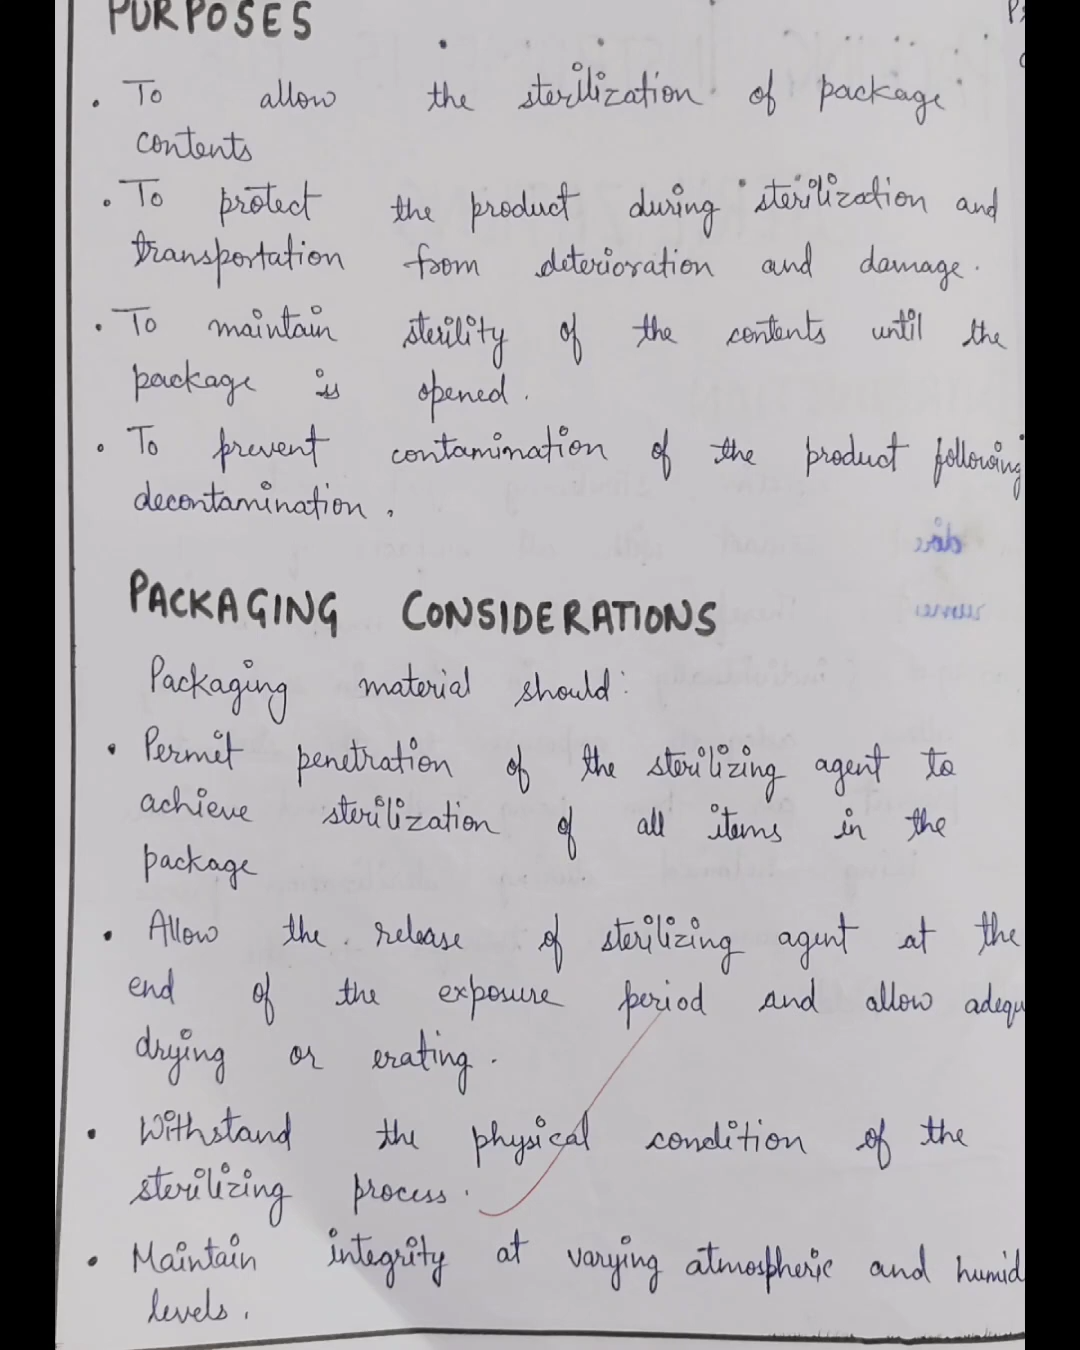 PURPOSES
• To allow the sterilization of package
contents
• To protect the product during sterilization and
transportation from deterioration and damage.
• To maintain sterility of the contents until the
package is opened.
• To prevent contamination of the product following
decontamination.
PACKAGING CONSIDERATIONS
Packaging material should:
• Permit penetration of the sterilizing agent to
achieve sterilization of all items in the
package
• Allow the release of sterilizing agent at the
end of the exposure period and allow adequ
drying or erating.
• Withstand the physical condition of the
sterilizing process.
• Maintain integrity at varying atmospheric and humid
levels.